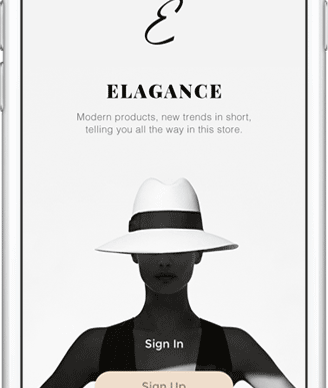 E
ELAGANCE
Modern products, new trends in short,
telling you all the way in this store.
Sign In
Sign Up